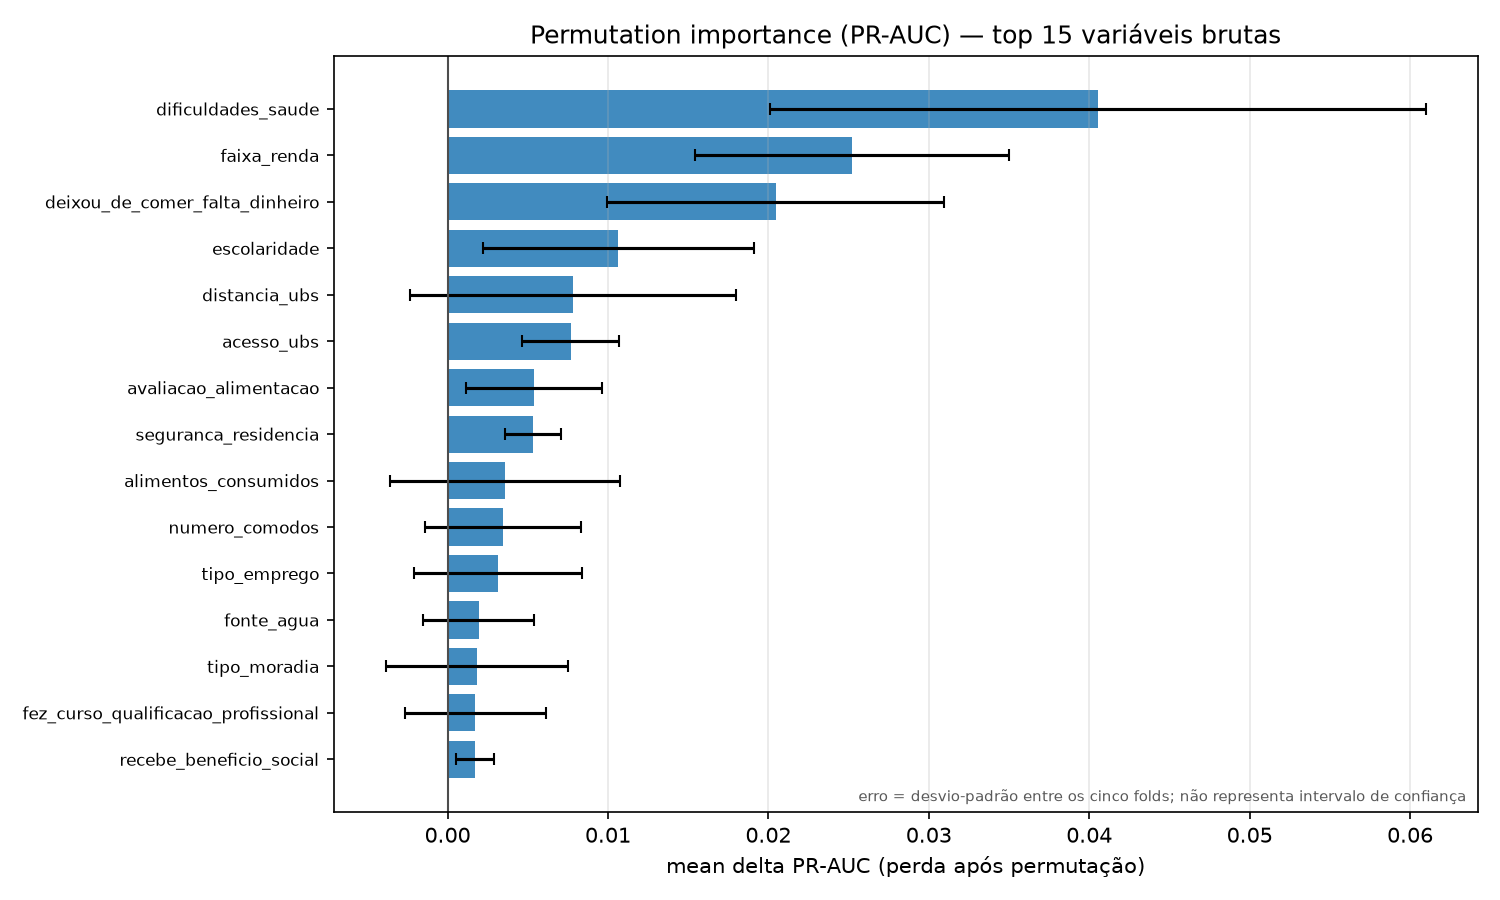 Permutation importance (PR-AUC) — top 15 variáveis brutas
dificuldades_saude
faixa_renda
deixou_de_comer_falta_dinheiro
escolaridade
distancia_ubs
acesso_ubs
avaliacao_alimentacao
seguranca_residencia
alimentos_consumidos
numero_comodos
tipo_emprego
fonte_agua
tipo_moradia
fez_curso_qualificacao_profissional
recebe_beneficio_social
erro = desvio-padrão entre os cinco folds; não representa intervalo de confiança
0.00 0.01 0.02 0.03 0.04 0.05 0.06
mean delta PR-AUC (perda após permutação)